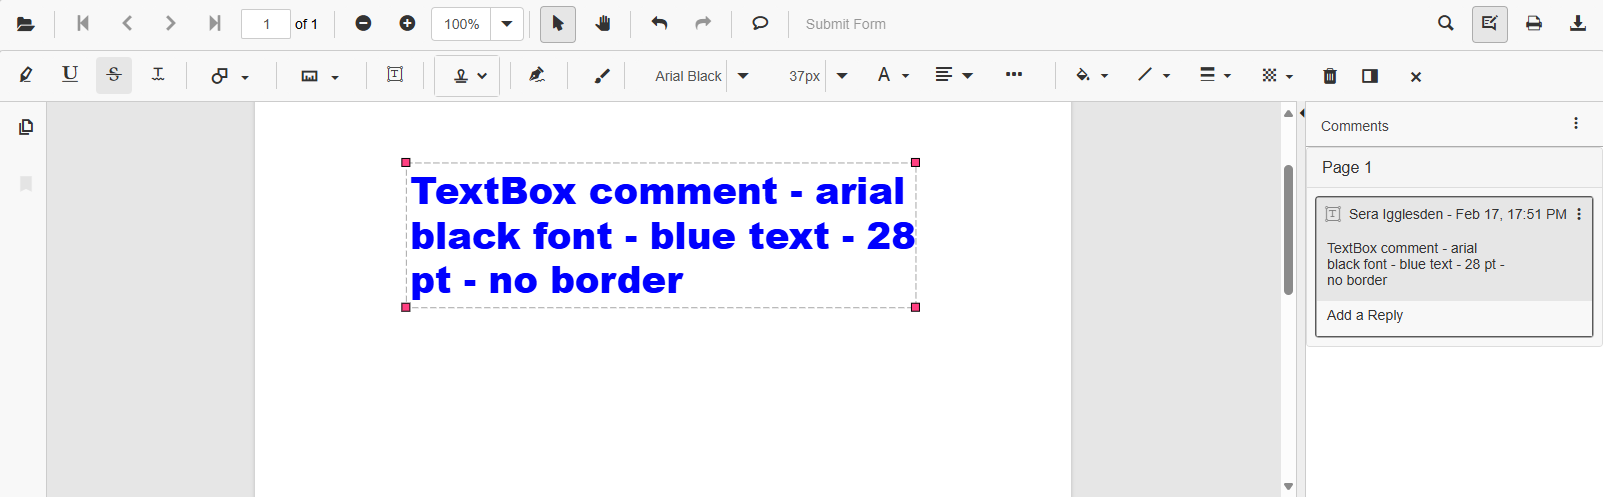 1 of 1
100%
Submit Form
U S T
T
Arial Black
37px
A
Comments
Page 1
TextBox comment - arial
black font - blue text - 28
pt - no border
T Sera Igglesden - Feb 17, 17:51 PM
TextBox comment - arial
black font - blue text - 28 pt -
no border
Add a Reply